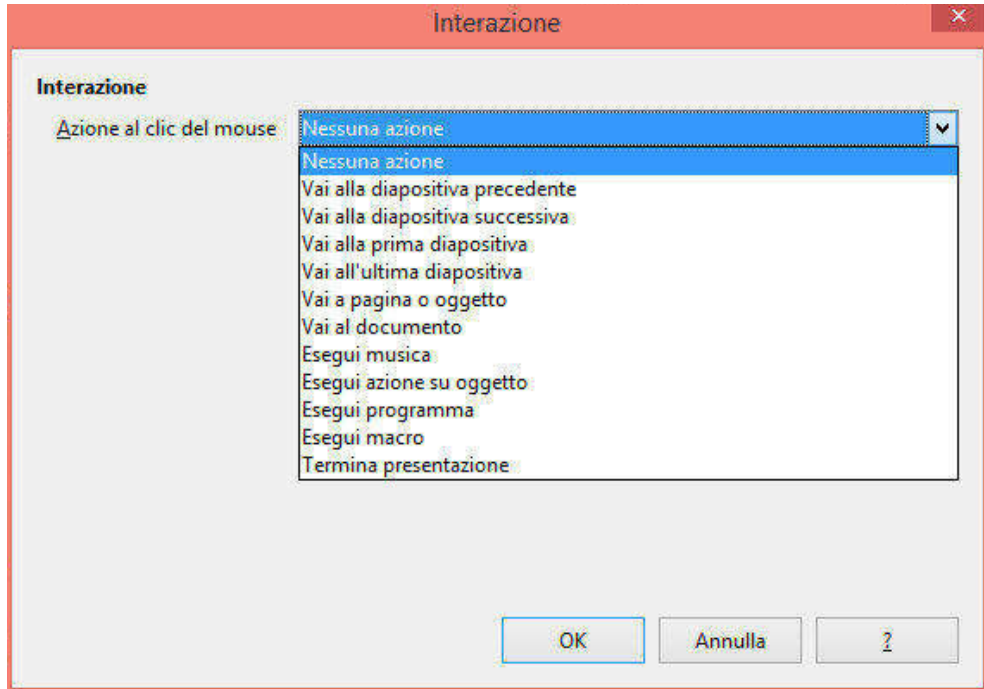 Interazione
Interazione
Azione al clic del mouse Nessuna azione
Nessuna azione
Vai alla diapositiva precedente
Vai alla diapositiva successiva
Vai alla prima diapositiva
Vai all'ultima diapositiva
Vai a pagina o oggetto
Vai al documento
Esegui musica
Esegui azione su oggetto
Esegui programma
Esegui macro
Termina presentazione
OK Annulla ?